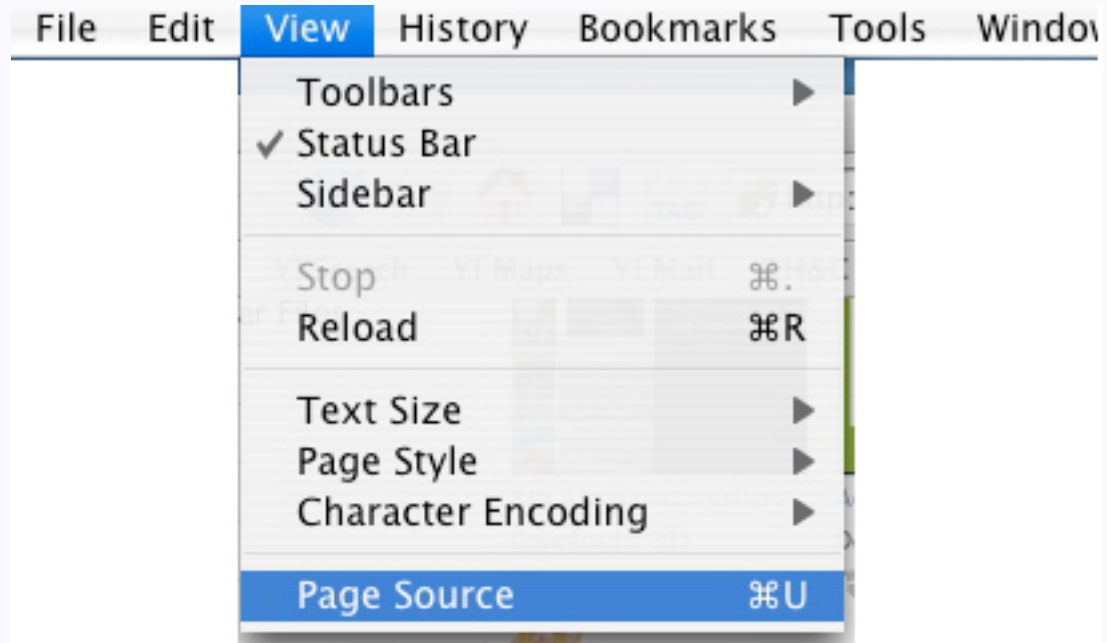 File Edit View History Bookmarks Tools Window
Toolbars ▶
✓ Status Bar
Sidebar ▶
Stop ⌘.
Reload ⌘R
Text Size ▶
Page Style ▶
Character Encoding ▶
Page Source ⌘U